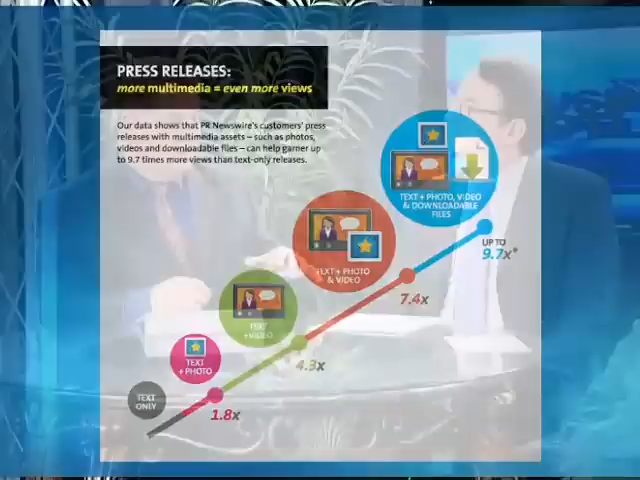 PRESS RELEASES:
more multimedia = even more views
Our data shows that PR Newswire's customers' press
releases with multimedia assets – such as photos,
videos and downloadable files – can help garner up
to 9.7 times more views than text-only releases.
TEXT + PHOTO, VIDEO
& DOWNLOADABLE
FILES
UP TO
9.7x*
TEXT + PHOTO
& VIDEO
7.4x
TEXT
+ VIDEO
4.3x
TEXT
+ PHOTO
1.8x
TEXT
ONLY